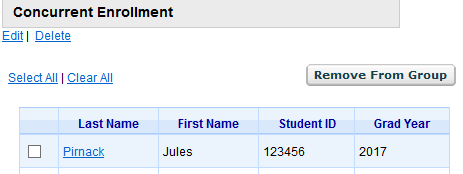 Concurrent Enrollment
Edit | Delete
Select All | Clear All Remove From Group
Last Name First Name Student ID Grad Year
Pirnack Jules 123456 2017